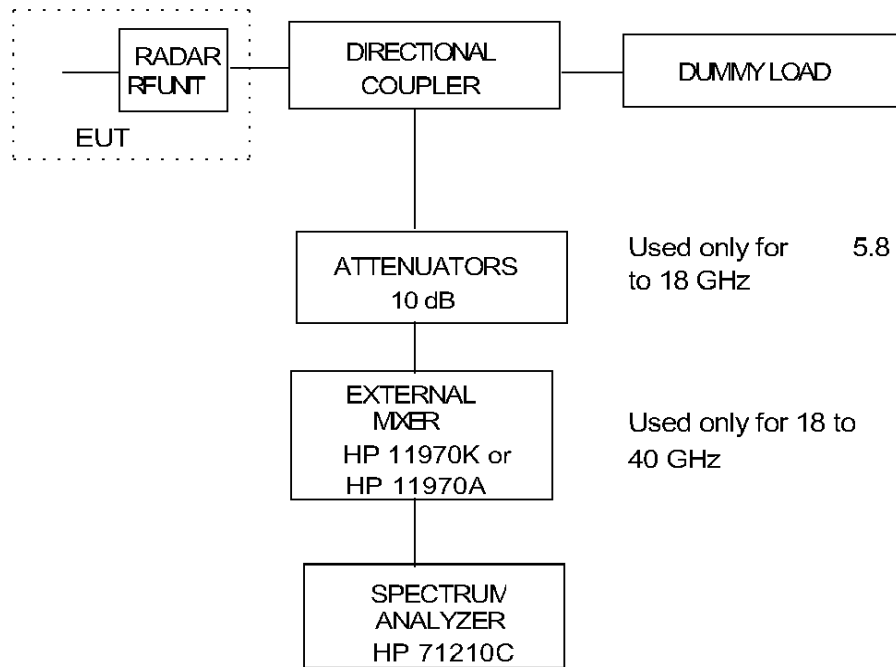 RADAR
RFUNIT
EUT
DIRECTIONAL
COUPLER
DUMMY LOAD
ATTENUATORS
10 dB
Used only for 5.8
to 18 GHz
EXTERNAL
MIXER
HP 11970K or
HP 11970A
Used only for 18 to
40 GHz
SPECTRUM
ANALYZER
HP 71210C